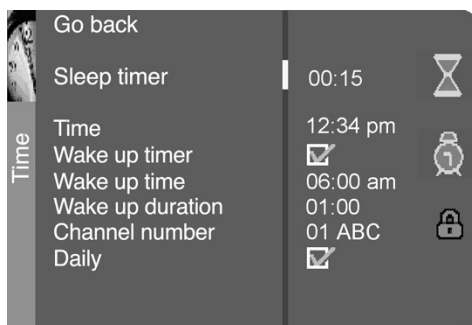 Go back
Sleep timer 00:15
Time
Time 12:34 pm
Wake up timer
Wake up time 06:00 am
Wake up duration 01:00
Channel number 01 ABC
Daily